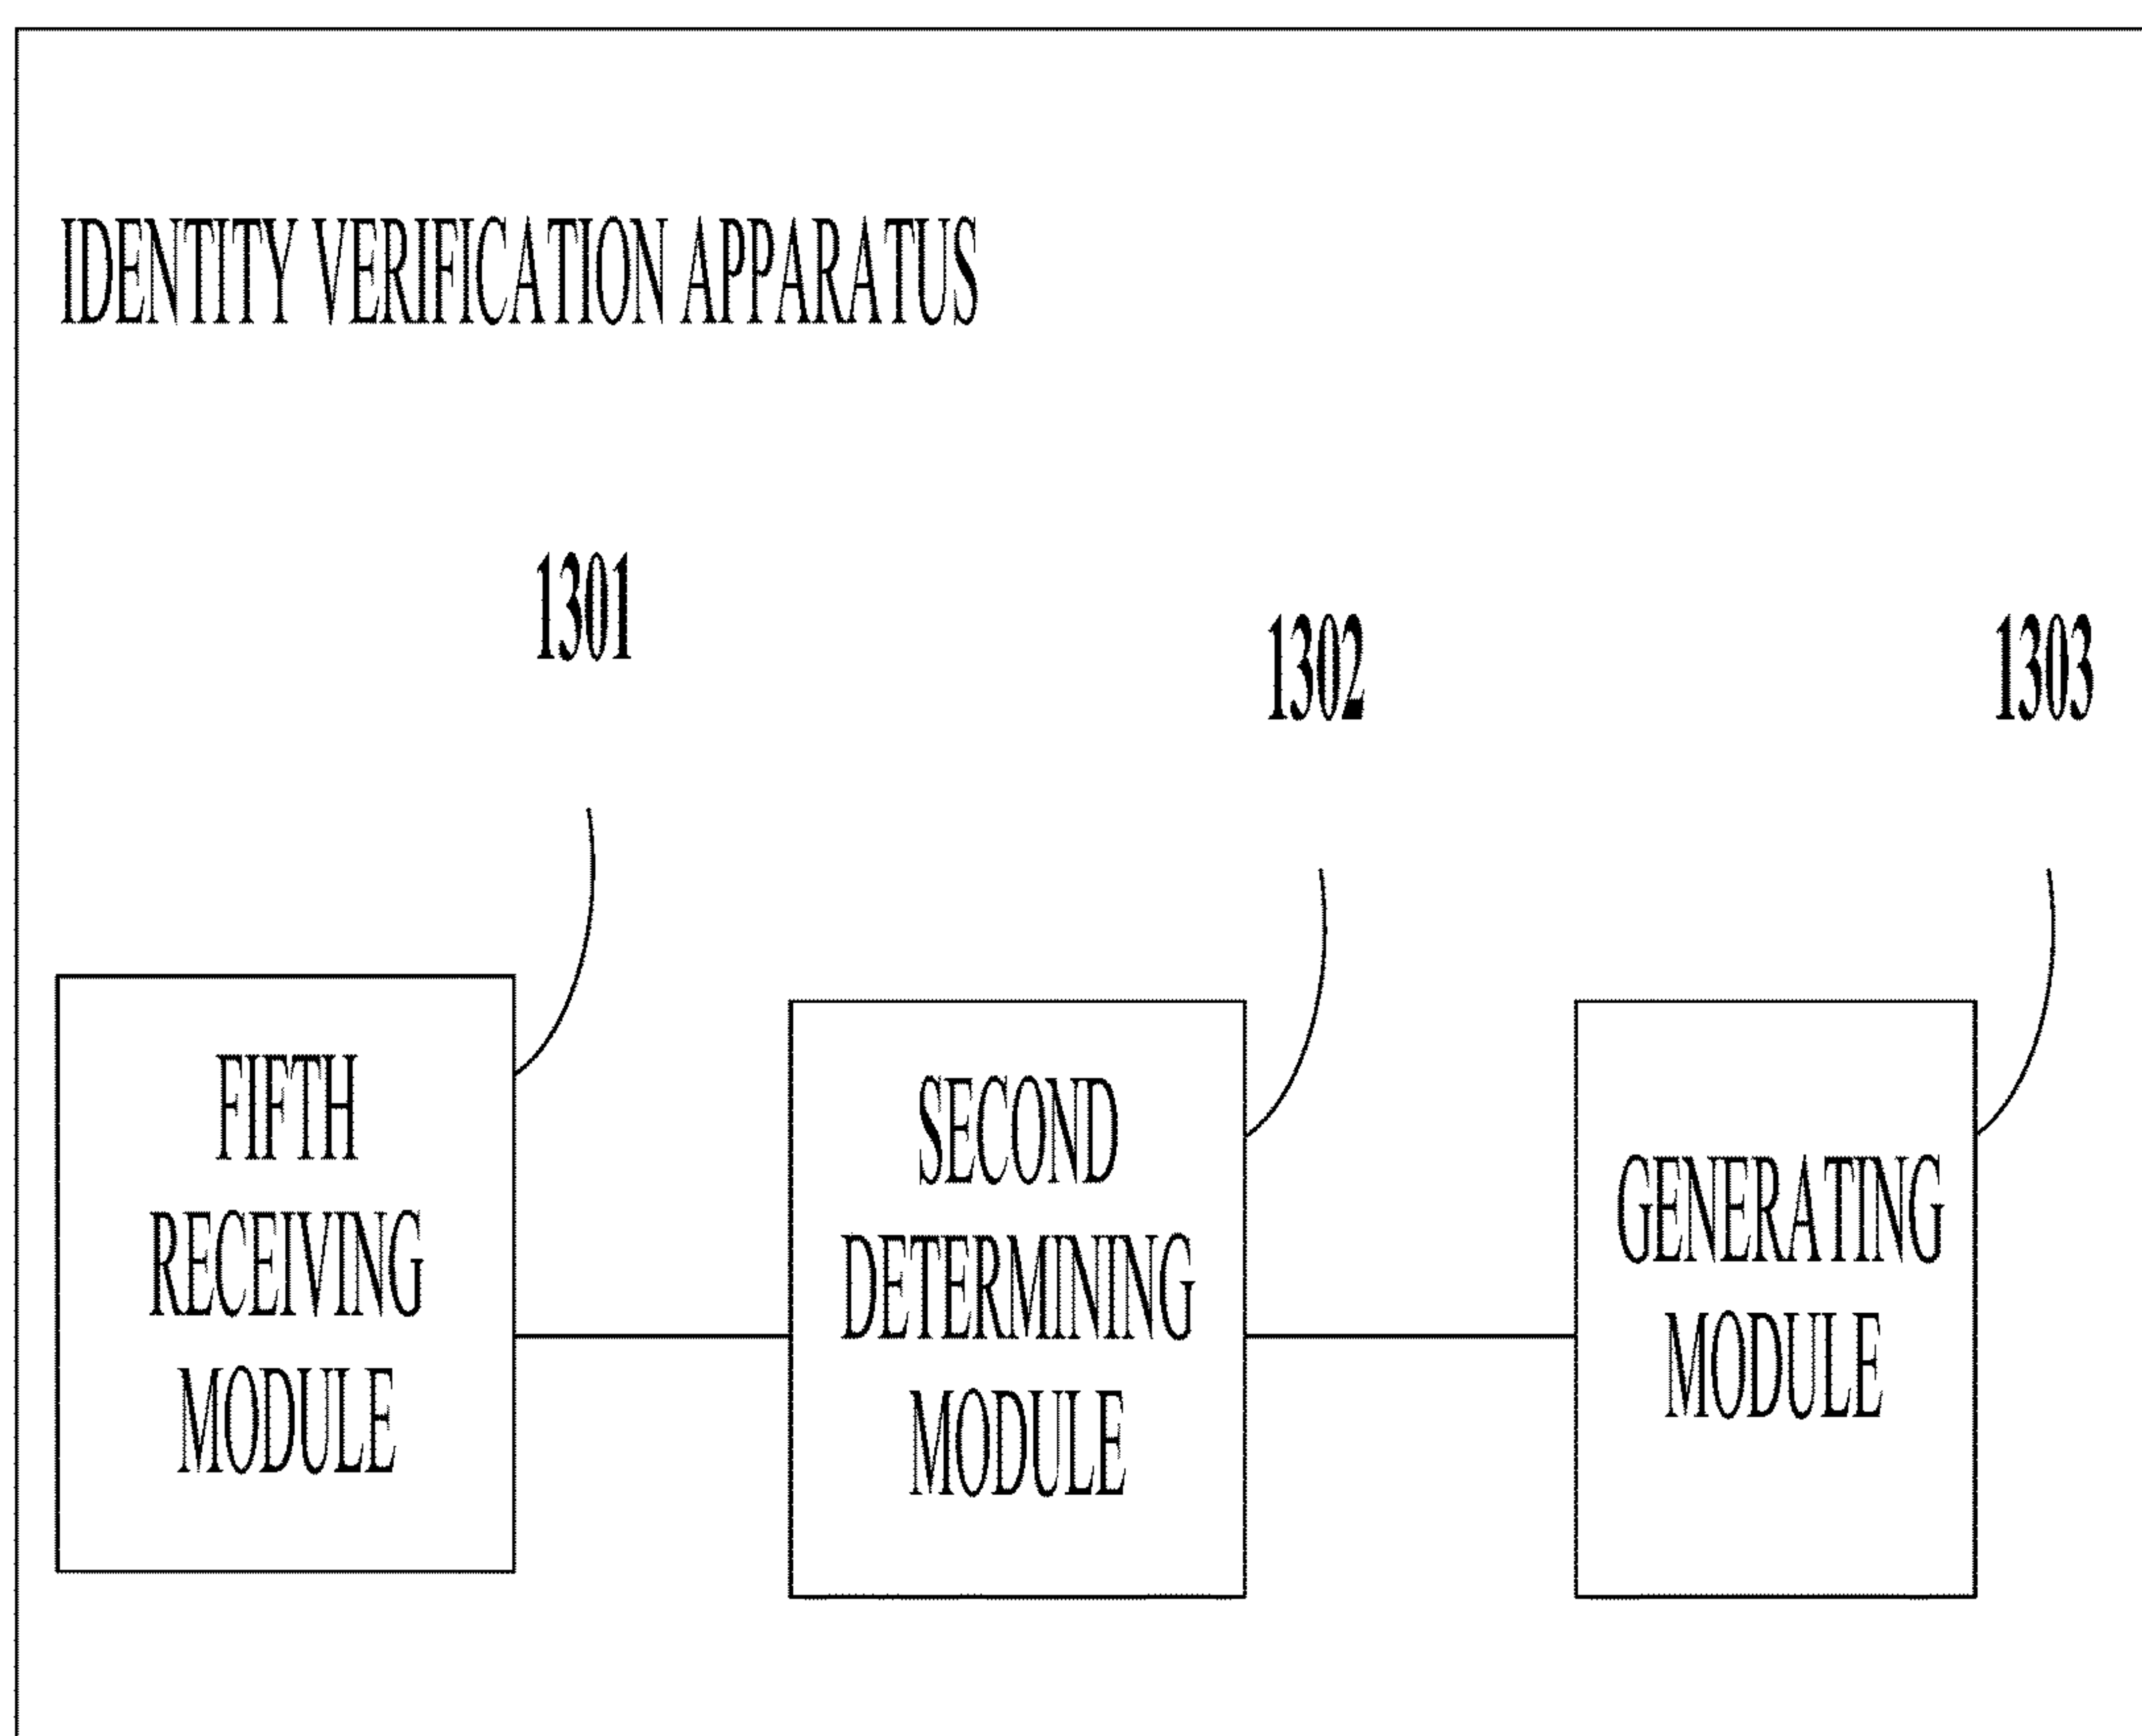 IDENTITY VERIFICATION APPARATUS
1301
1302
1303
FIFTH
RECEIVING
MODULE
SECOND
DETERMINING
MODULE
GENERATING
MODULE